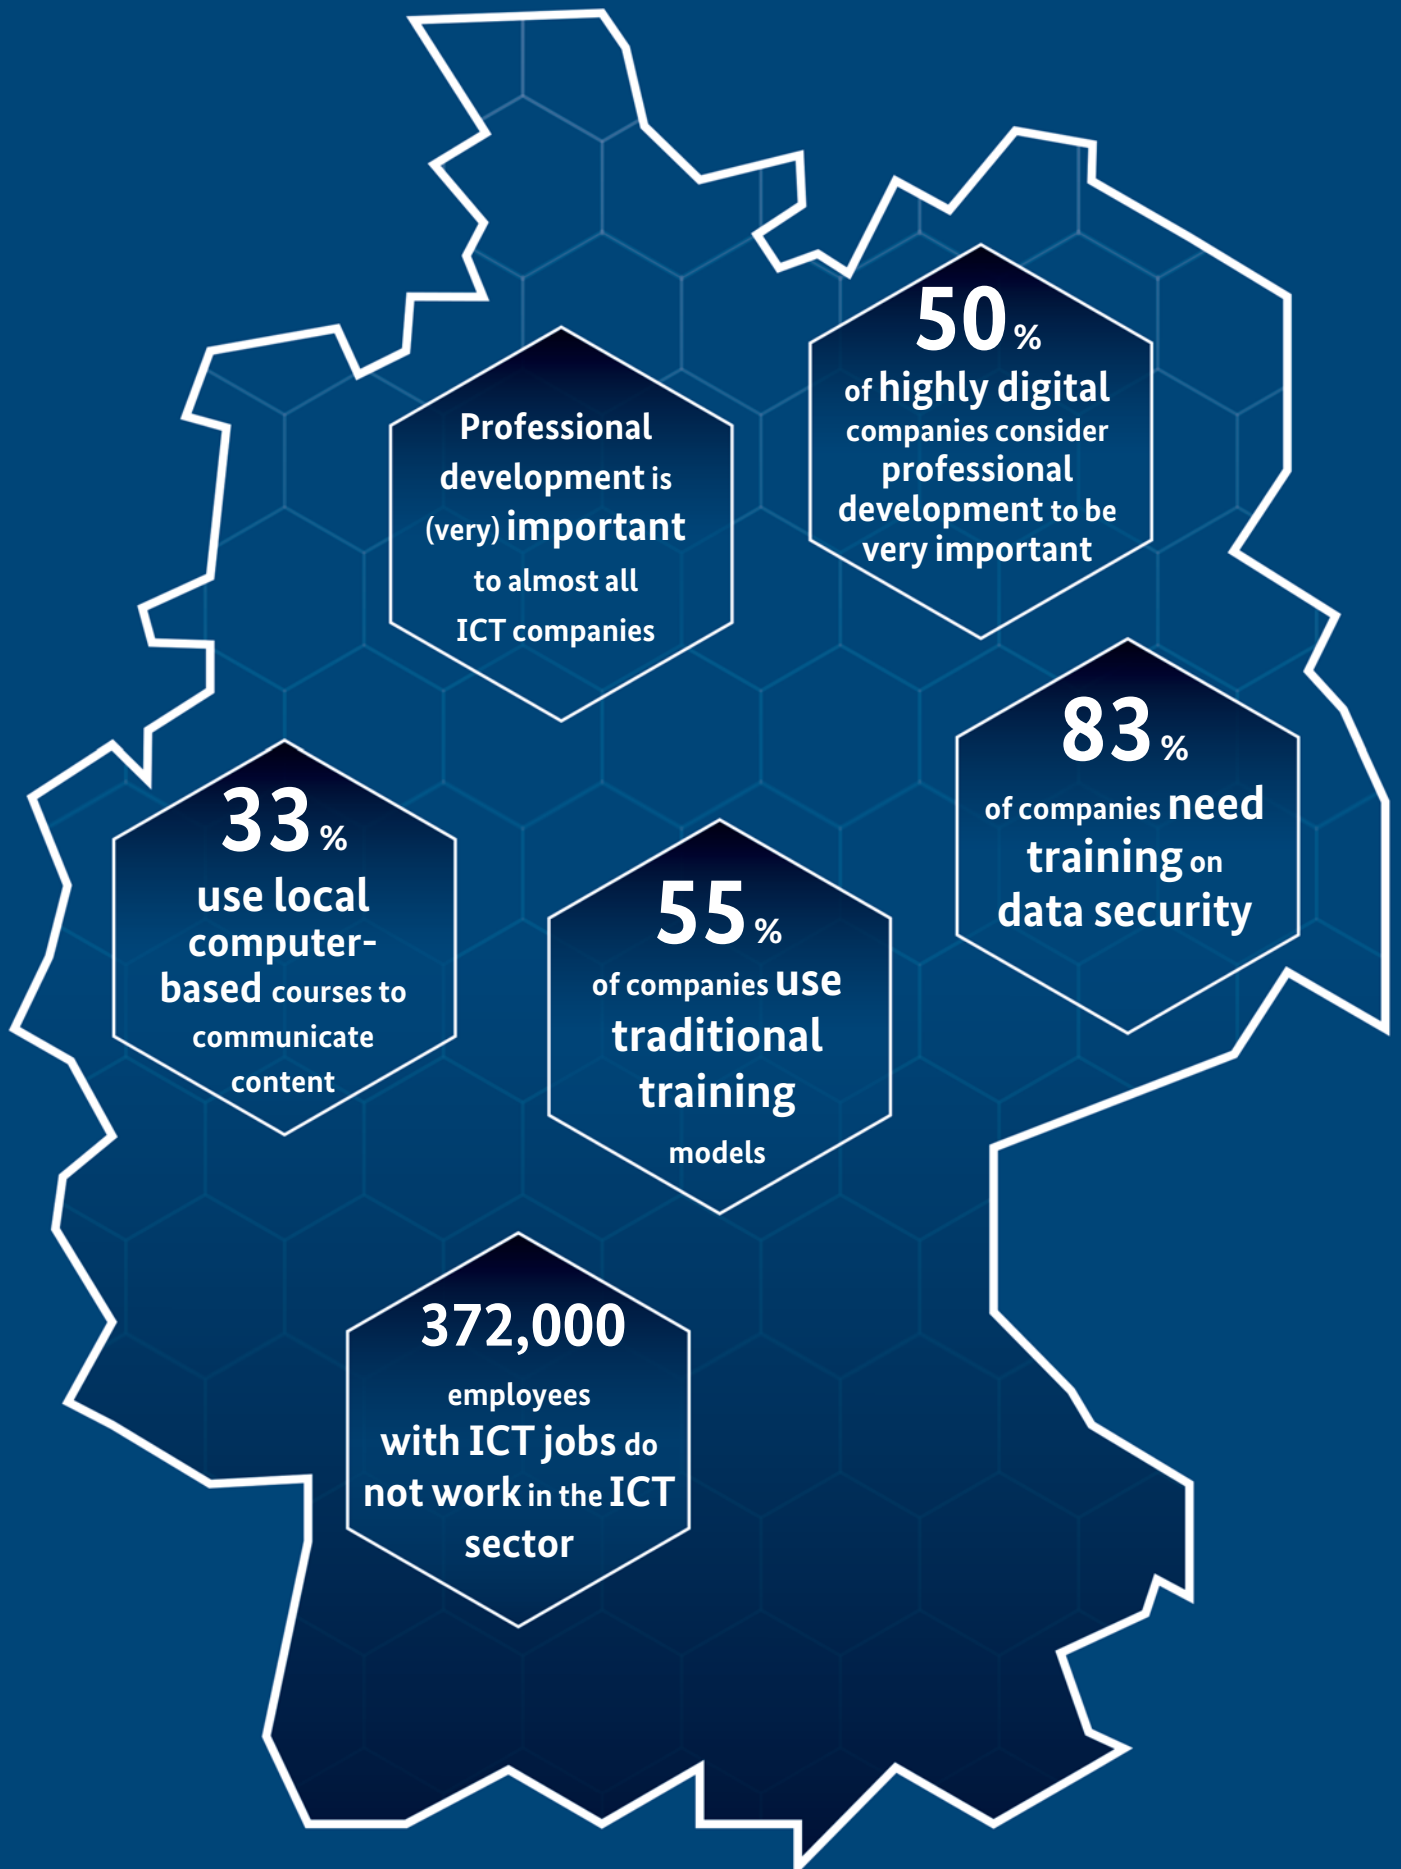 50 %
of highly digital
companies consider
professional
development to be
very important
Professional
development is
(very) important
to almost all
ICT companies
83 %
of companies need
training on
data security
33 %
use local
computer-
based courses to
communicate
content
55 %
of companies use
traditional
training
models
372,000
employees
with ICT jobs do
not work in the ICT
sector